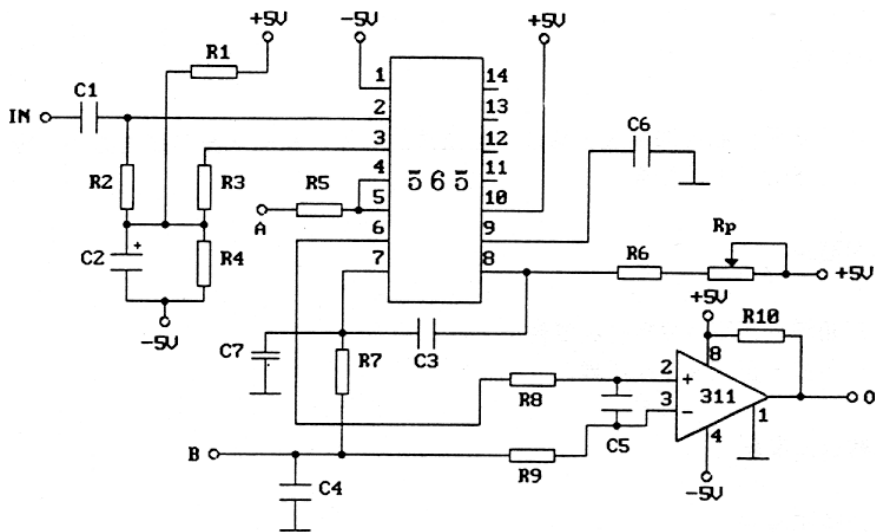 +5V
-5V
+5V
R1
C1
IN
1
2
3
4
5
6
7
14
13
12
11
10
9
8
565
C6
R2
R3
R5
A
C2
+
R4
-5V
Rp
R6
+5V
+5V
R10
C7
R7
C3
8
2
+
311
3
-
1
4
O
R8
C5
R9
B
C4
-5V